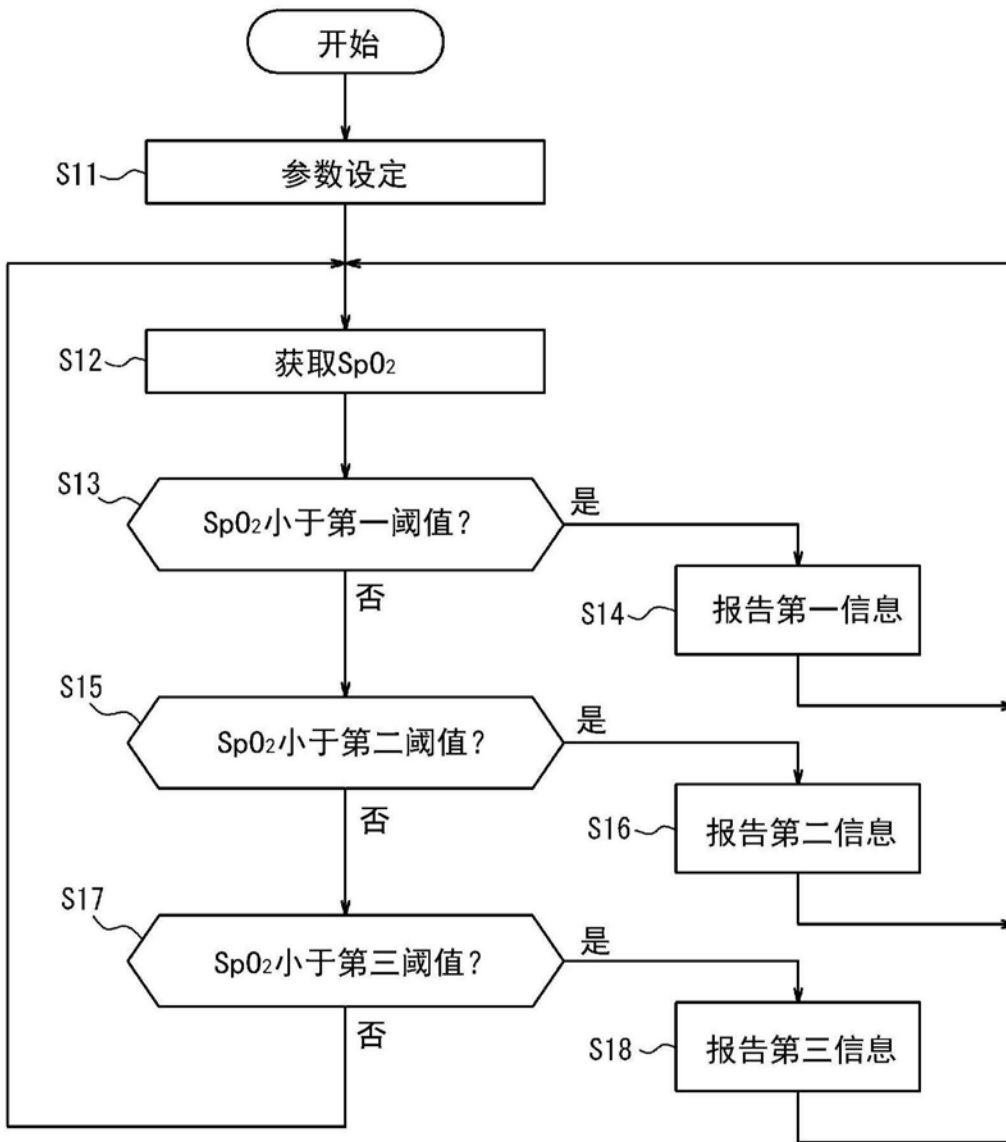 开始
S11
参数设定
S12
获取SpO₂
S13
SpO₂小于第一阈值?
是
否
S14
报告第一信息
S15
SpO₂小于第二阈值?
是
否
S16
报告第二信息
S17
SpO₂小于第三阈值?
是
否
S18
报告第三信息